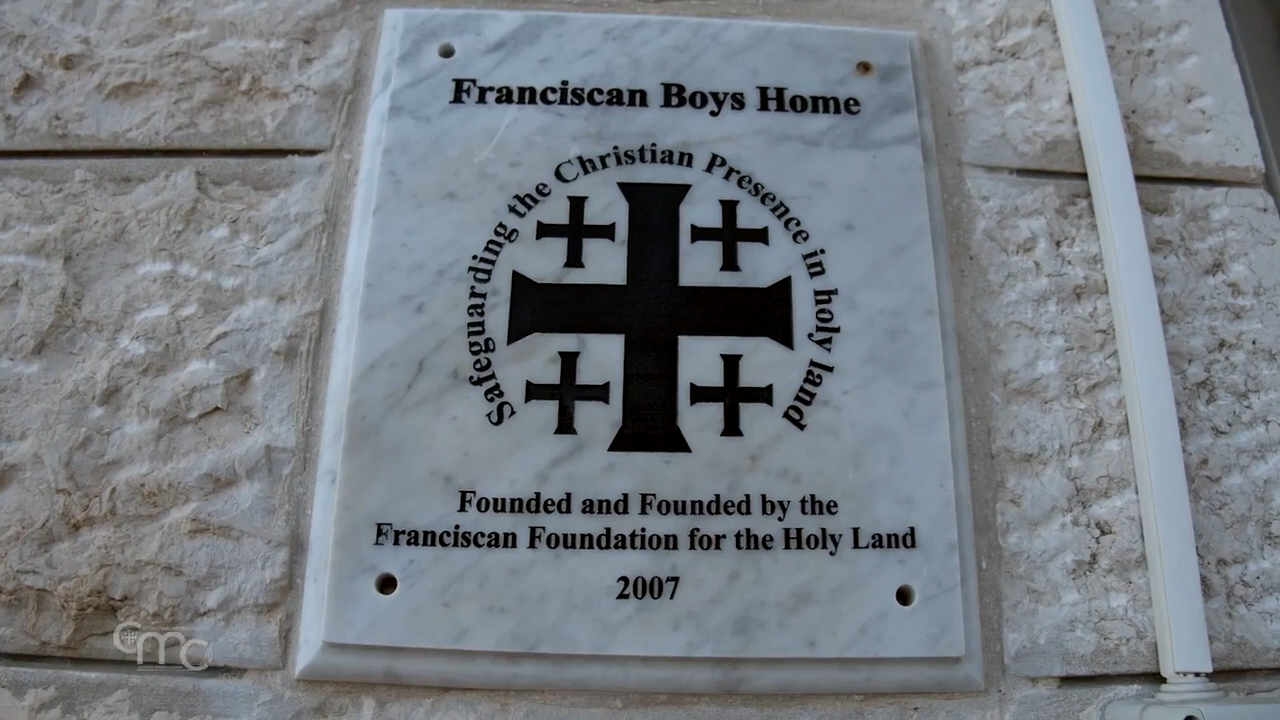 Franciscan Boys Home
Safeguarding the Christian Presence in holy land
Founded and Founded by the
Franciscan Foundation for the Holy Land
2007
CMC